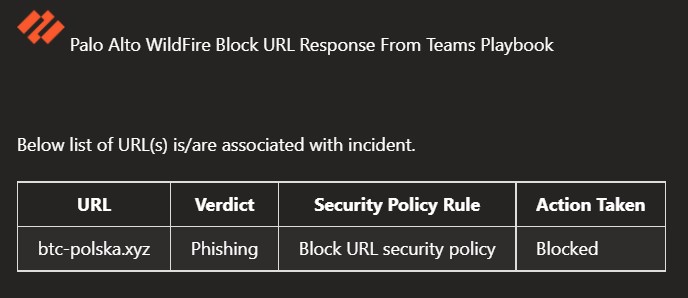 Palo Alto WildFire Block URL Response From Teams Playbook
Below list of URL(s) is/are associated with incident.
URL Verdict Security Policy Rule Action Taken
btc-polska.xyz Phishing Block URL security policy Blocked